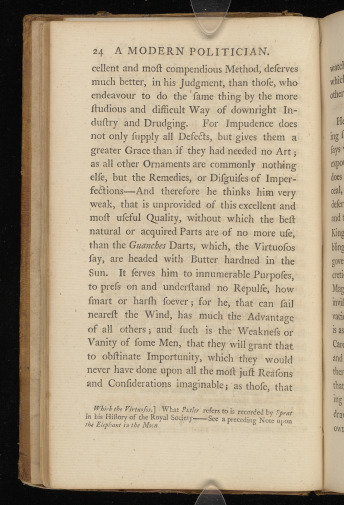 24 A MODERN POLITICIAN.
cellent and moſt compendious Method, deſerves
much better, in his Judgment, than thoſe, who
endeavour to do the ſame thing by the more
ſtudious and difficult Way of downright In-
duſtry and Drudging. For Impudence does
not only ſupply all Defects, but gives them a
greater Grace than if they had needed no Art;
as all other Ornaments are commonly nothing
elſe, but the Remedies, or Diſguiſes of Imper-
fections—And therefore he thinks him very
weak, that is unprovided of this excellent and
moſt uſeful Quality, without which the beſt
natural or acquired Parts are of no more uſe,
than the Guanches Darts, which, the Virtuoſos
ſay, are headed with Butter hardned in the
Sun. It ſerves him to innumerable Purpoſes,
to preſs on and underſtand no Repulſe, how
ſmart or harſh ſoever; for he, that can ſail
neareſt the Wind, has much the Advantage
of all others; and ſuch is the Weakneſs or
Vanity of ſome Men, that they will grant that
to obſtinate Importunity, which they would
never have done upon all the moſt juſt Reaſons
and Conſiderations imaginable; as thoſe, that
Which the Virtuoſos.] What Butler refers to is recorded by Sprat
in his Hiſtory of the Royal Society——See a preceding Note upon
the Elephant in the Moon.